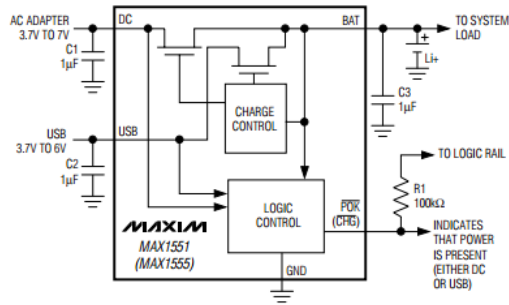 AC ADAPTER
3.7V TO 7V
DC
BAT
TO SYSTEM
LOAD
C1
1µF
+
Li+
C3
1µF
CHARGE
CONTROL
USB
3.7V TO 6V
USB
C2
1µF
TO LOGIC RAIL
R1
100kΩ
LOGIC
CONTROL
POK
(CHG)
MAXIM
MAX1551
(MAX1555)
GND
INDICATES
THAT POWER
IS PRESENT
(EITHER DC
OR USB)